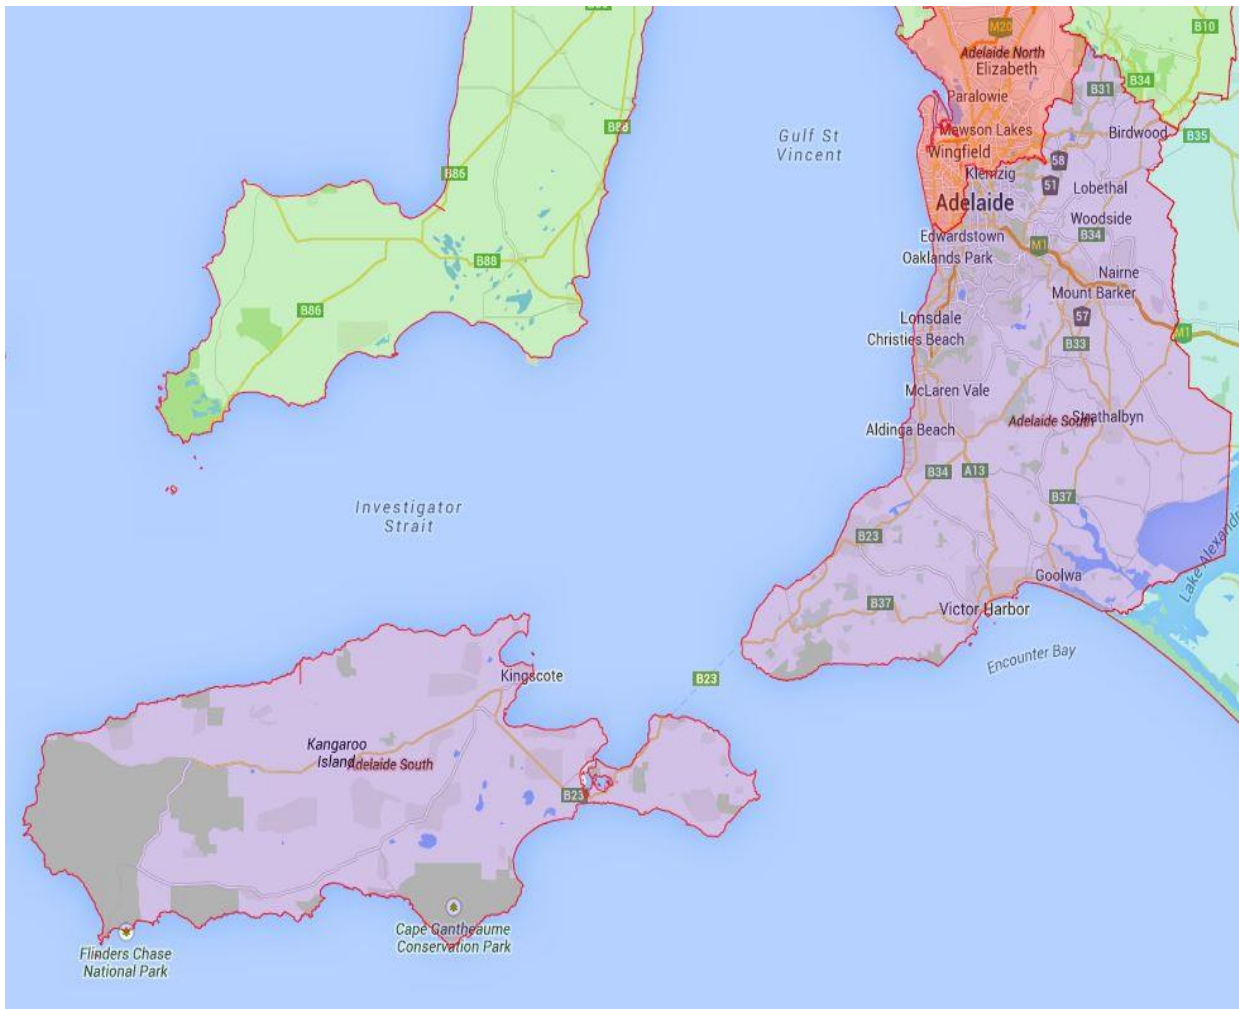 M20
B10
Adelaide North
Elizabeth
B34
B31
Paralowie
B88
Gulf St
Vincent
Mawson Lakes
Birdwood
B35
Wingfield
58
B86
Klemzig
51
Lobethal
Adelaide
Woodside
Edwardstown
B34
M1
Oaklands Park
B88
Nairne
Mount Barker
B86
Lonsdale
57
M1
Christies Beach
B33
McLaren Vale
Adelaide South
Strathalbyn
Aldinga Beach
B34
A13
B37
Investigator
Strait
B23
Goolwa
B37
Victor Harbor
Encounter Bay
Kingscote
B23
Kangaroo
Island
Adelaide South
B23
Cape Gantheaume
Conservation Park
Flinders Chase
National Park